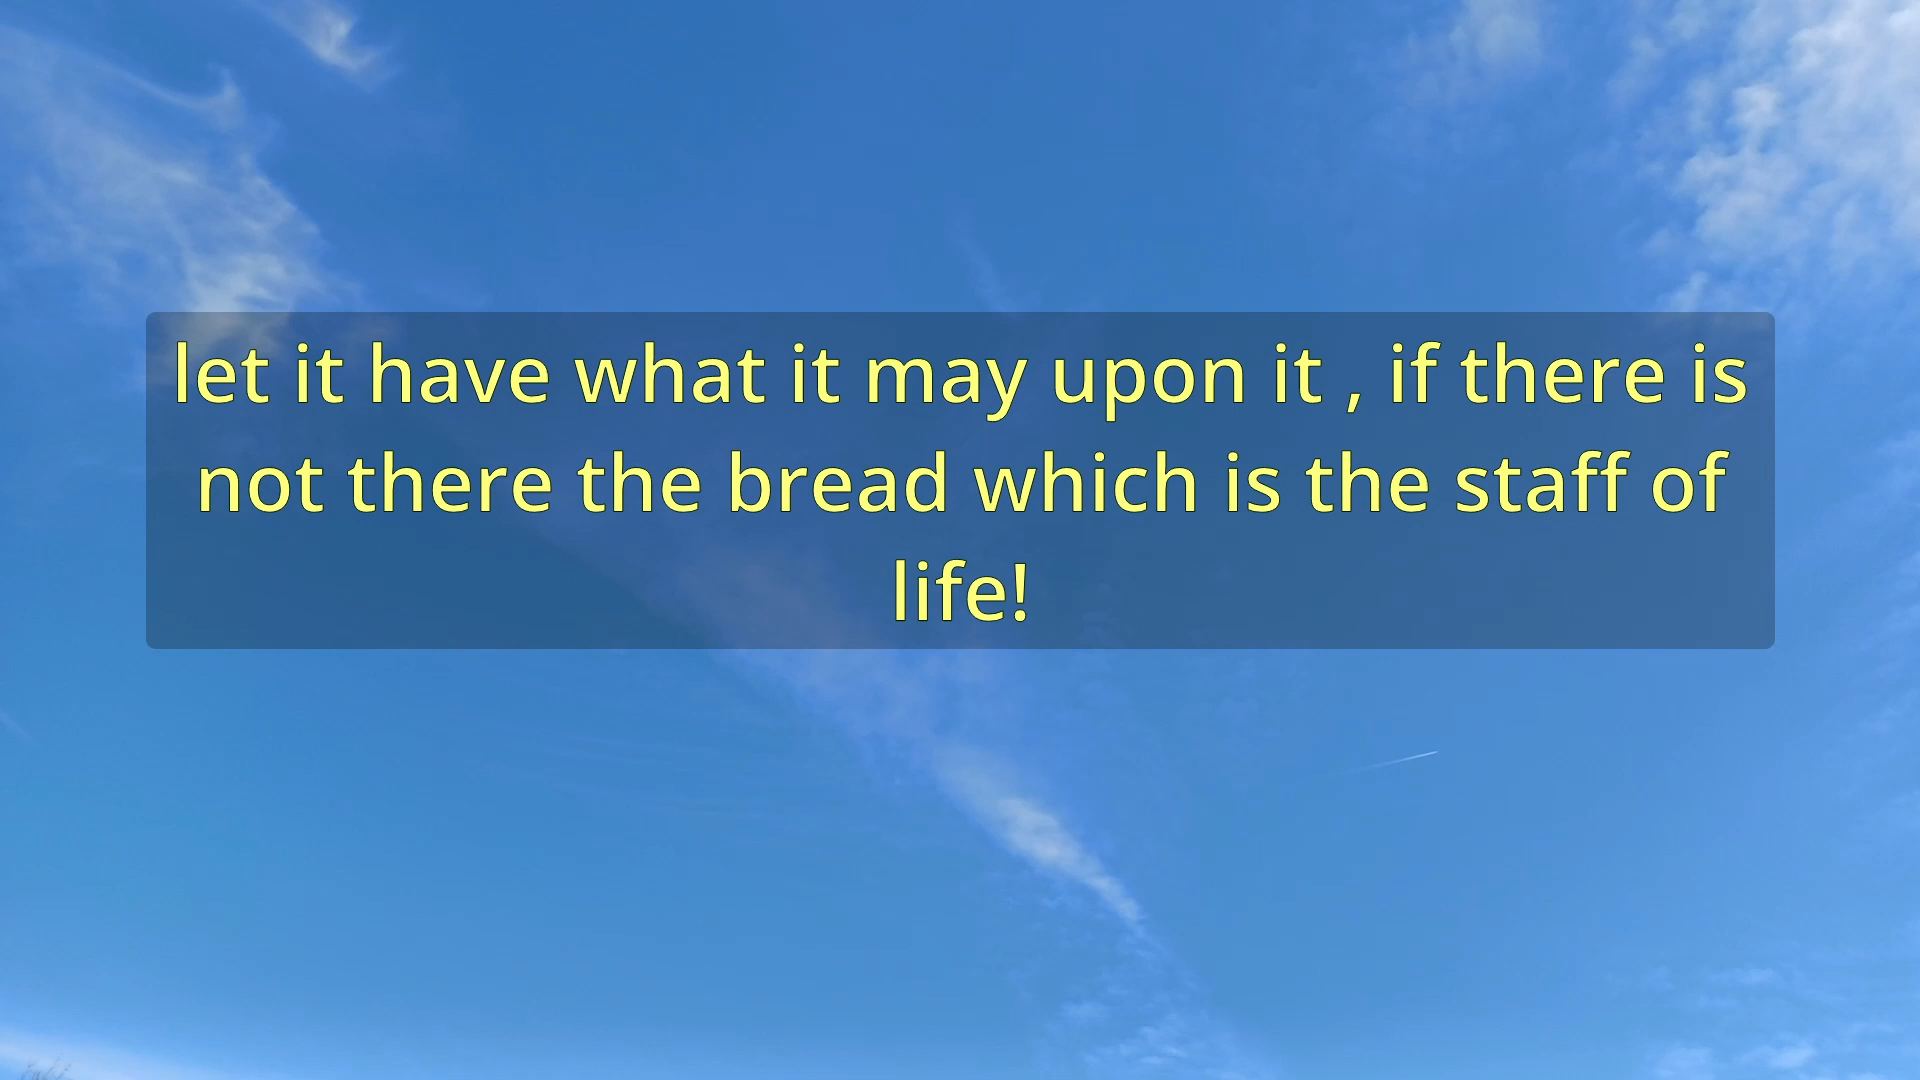 let it have what it may upon it , if there is
not there the bread which is the staff of
life!